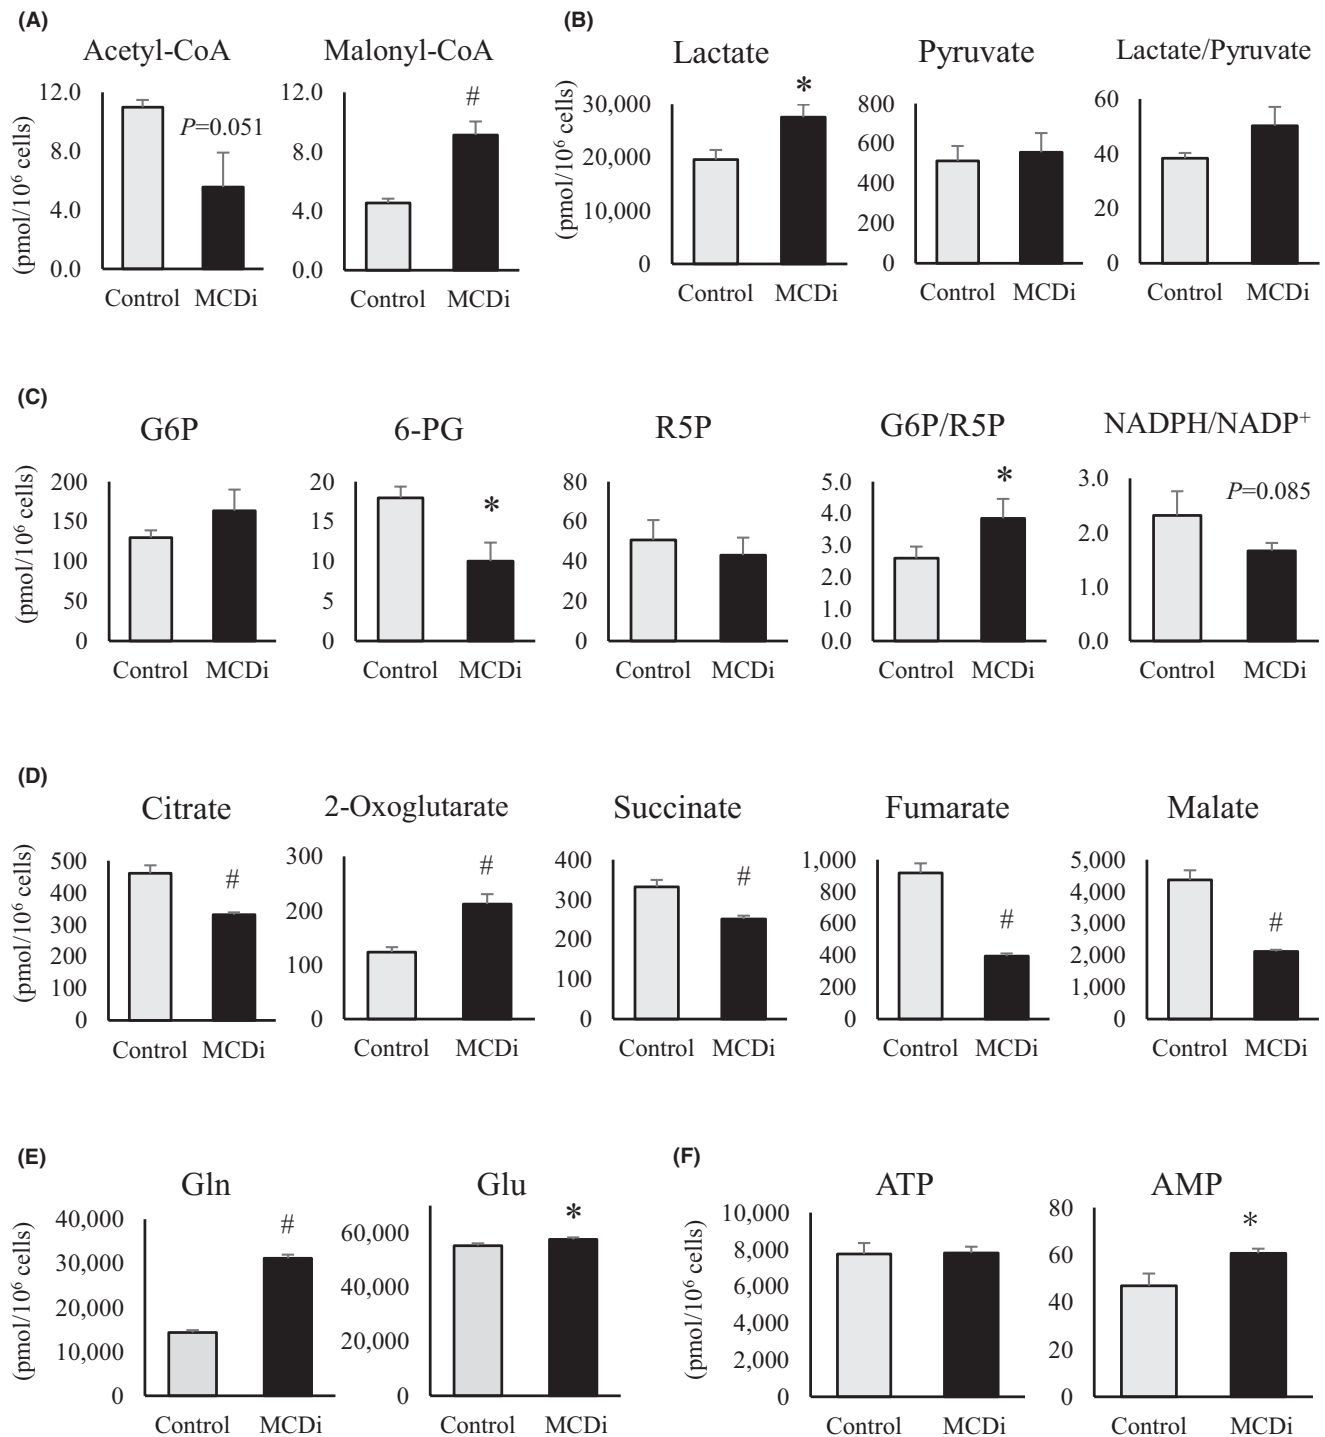 (A)
Acetyl-CoA
Malonyl-CoA
(pmol/10⁶ cells)
12.0
8.0
4.0
0.0
P=0.051
Control MCDi
12.0
8.0
4.0
0.0
#
Control MCDi
(B)
Lactate
Pyruvate
Lactate/Pyruvate
(pmol/10⁶ cells)
30,000
20,000
10,000
0
*
Control MCDi
800
600
400
200
0
Control MCDi
60
40
20
0
Control MCDi
(C)
G6P
6-PG
R5P
G6P/R5P
NADPH/NADP⁺
(pmol/10⁶ cells)
200
150
100
50
0
Control MCDi
20
15
10
5
0
*
Control MCDi
80
60
40
20
0
Control MCDi
5.0
4.0
3.0
2.0
1.0
0.0
*
Control MCDi
3.0
2.0
1.0
0.0
P=0.085
Control MCDi
(D)
Citrate
2-Oxoglutarate
Succinate
Fumarate
Malate
(pmol/10⁶ cells)
500
400
300
200
100
0
#
Control MCDi
300
200
100
0
#
Control MCDi
400
300
200
100
0
#
Control MCDi
1,000
800
600
400
200
0
#
Control MCDi
5,000
4,000
3,000
2,000
1,000
0
#
Control MCDi
(E)
Gln
Glu
(pmol/10⁶ cells)
40,000
30,000
20,000
10,000
0
#
Control MCDi
60,000
40,000
20,000
0
*
Control MCDi
(F)
ATP
AMP
(pmol/10⁶ cells)
10,000
8,000
6,000
4,000
2,000
0
Control MCDi
80
60
40
20
0
*
Control MCDi